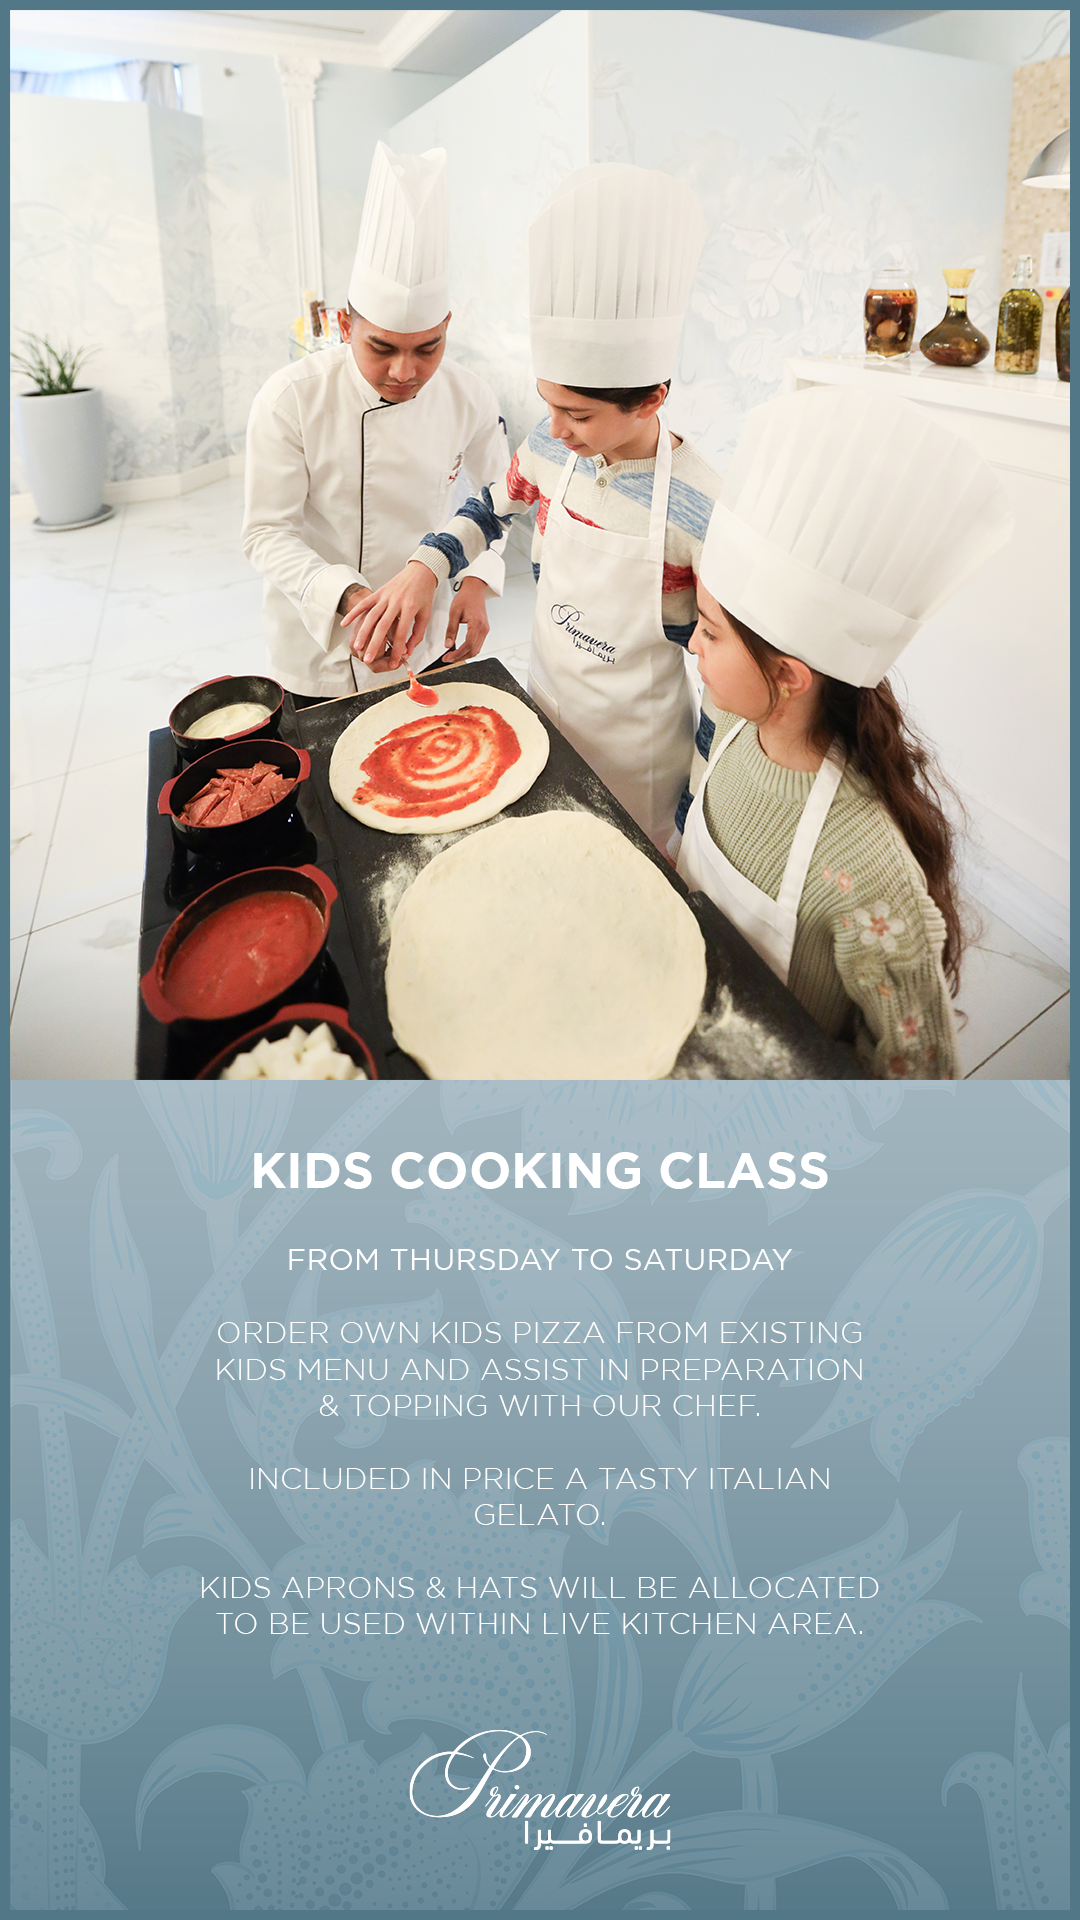 Primavera
بريمافيرا
KIDS COOKING CLASS
FROM THURSDAY TO SATURDAY
ORDER OWN KIDS PIZZA FROM EXISTING
KIDS MENU AND ASSIST IN PREPARATION
& TOPPING WITH OUR CHEF.
INCLUDED IN PRICE A TASTY ITALIAN
GELATO.
KIDS APRONS & HATS WILL BE ALLOCATED
TO BE USED WITHIN LIVE KITCHEN AREA.
Primavera
بريمـافـيرا